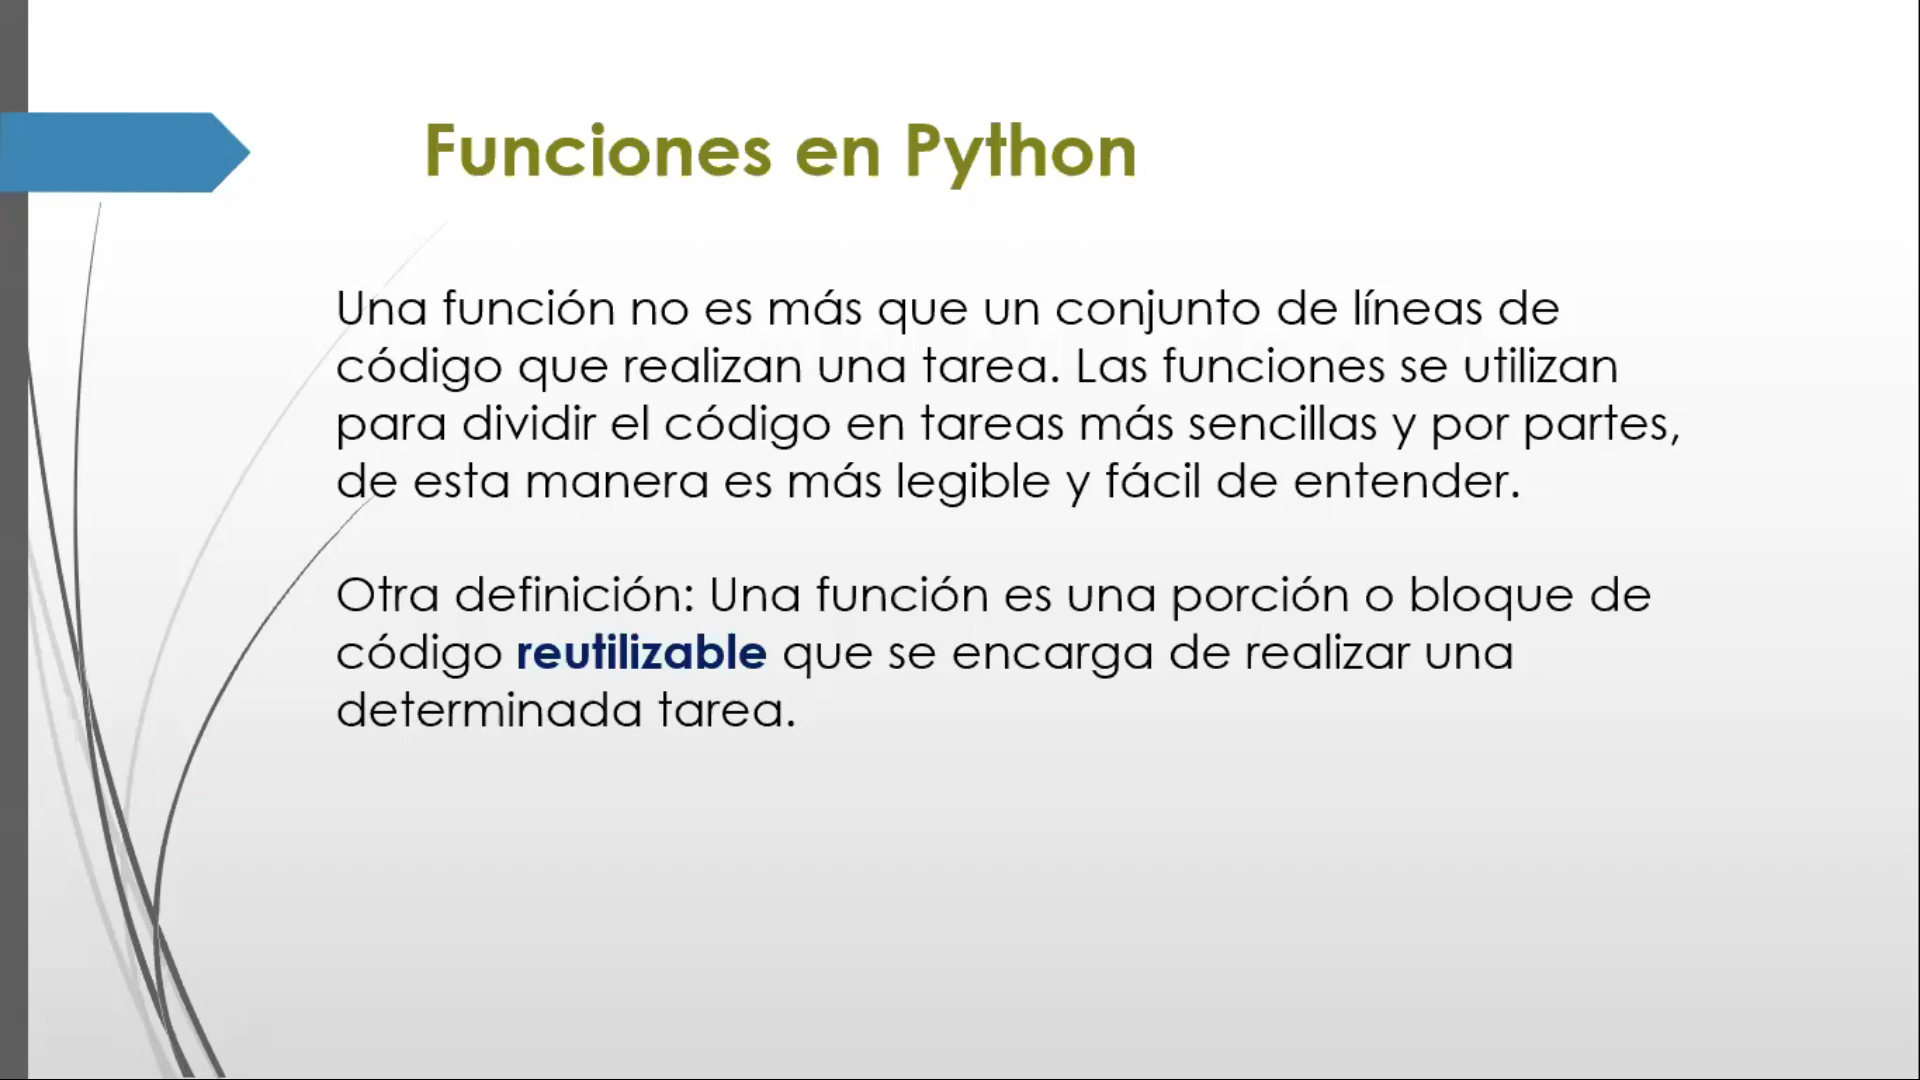 Funciones en Python
Una función no es más que un conjunto de líneas de
código que realizan una tarea. Las funciones se utilizan
para dividir el código en tareas más sencillas y por partes,
de esta manera es más legible y fácil de entender.
Otra definición: Una función es una porción o bloque de
código reutilizable que se encarga de realizar una
determinada tarea.